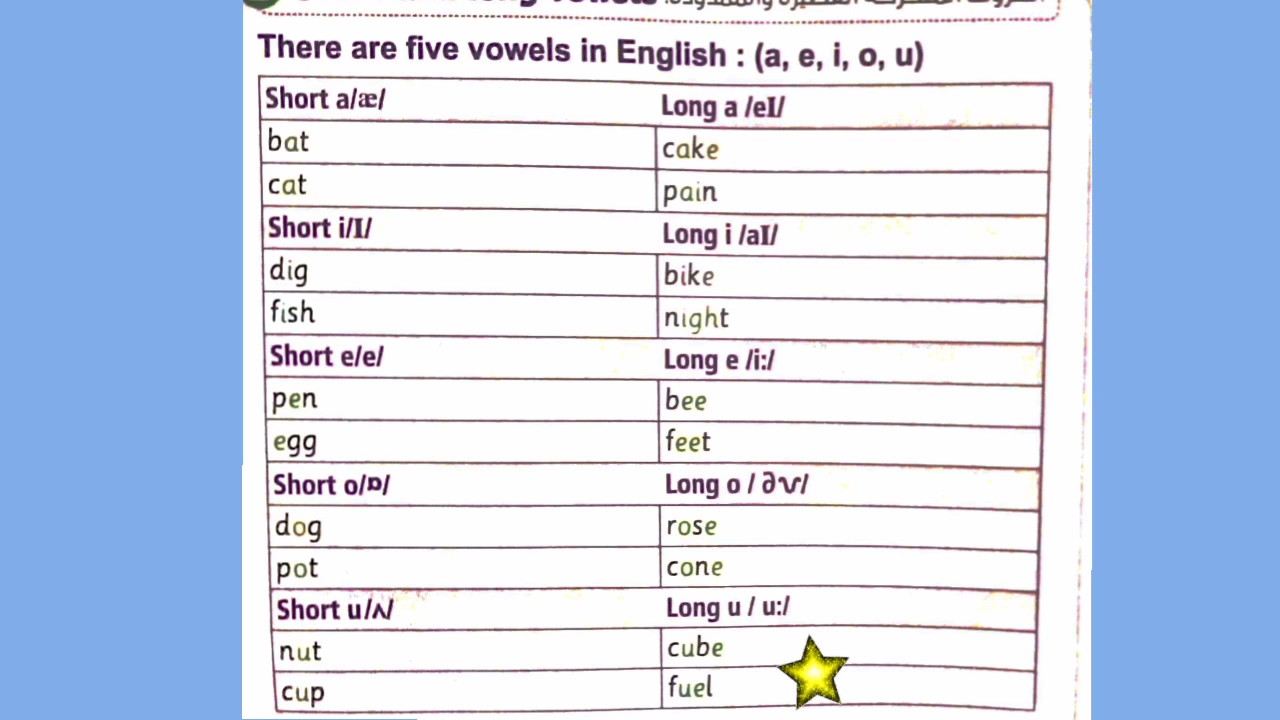 There are five vowels in English : (a, e, i, o, u)
Short a/æ/ Long a /eI/
bat cake
cat pain
Short i/I/ Long i /aI/
dig bike
fish night
Short e/e/ Long e /i:/
pen bee
egg feet
Short o/ɒ/ Long o / ∂ʊ/
dog rose
pot cone
Short u/ʌ/ Long u / u:/
nut cube
cup fuel